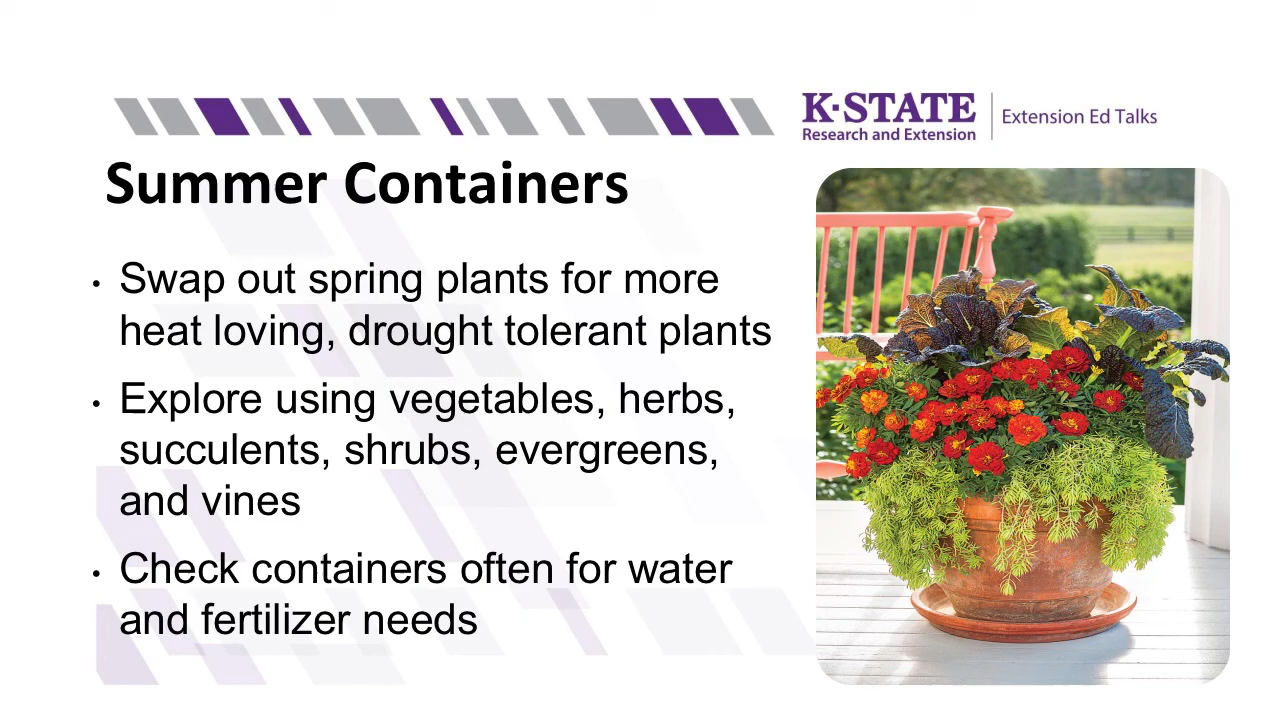 K·STATE
Research and Extension
Extension Ed Talks
Summer Containers
• Swap out spring plants for more
heat loving, drought tolerant plants
• Explore using vegetables, herbs,
succulents, shrubs, evergreens,
and vines
• Check containers often for water
and fertilizer needs